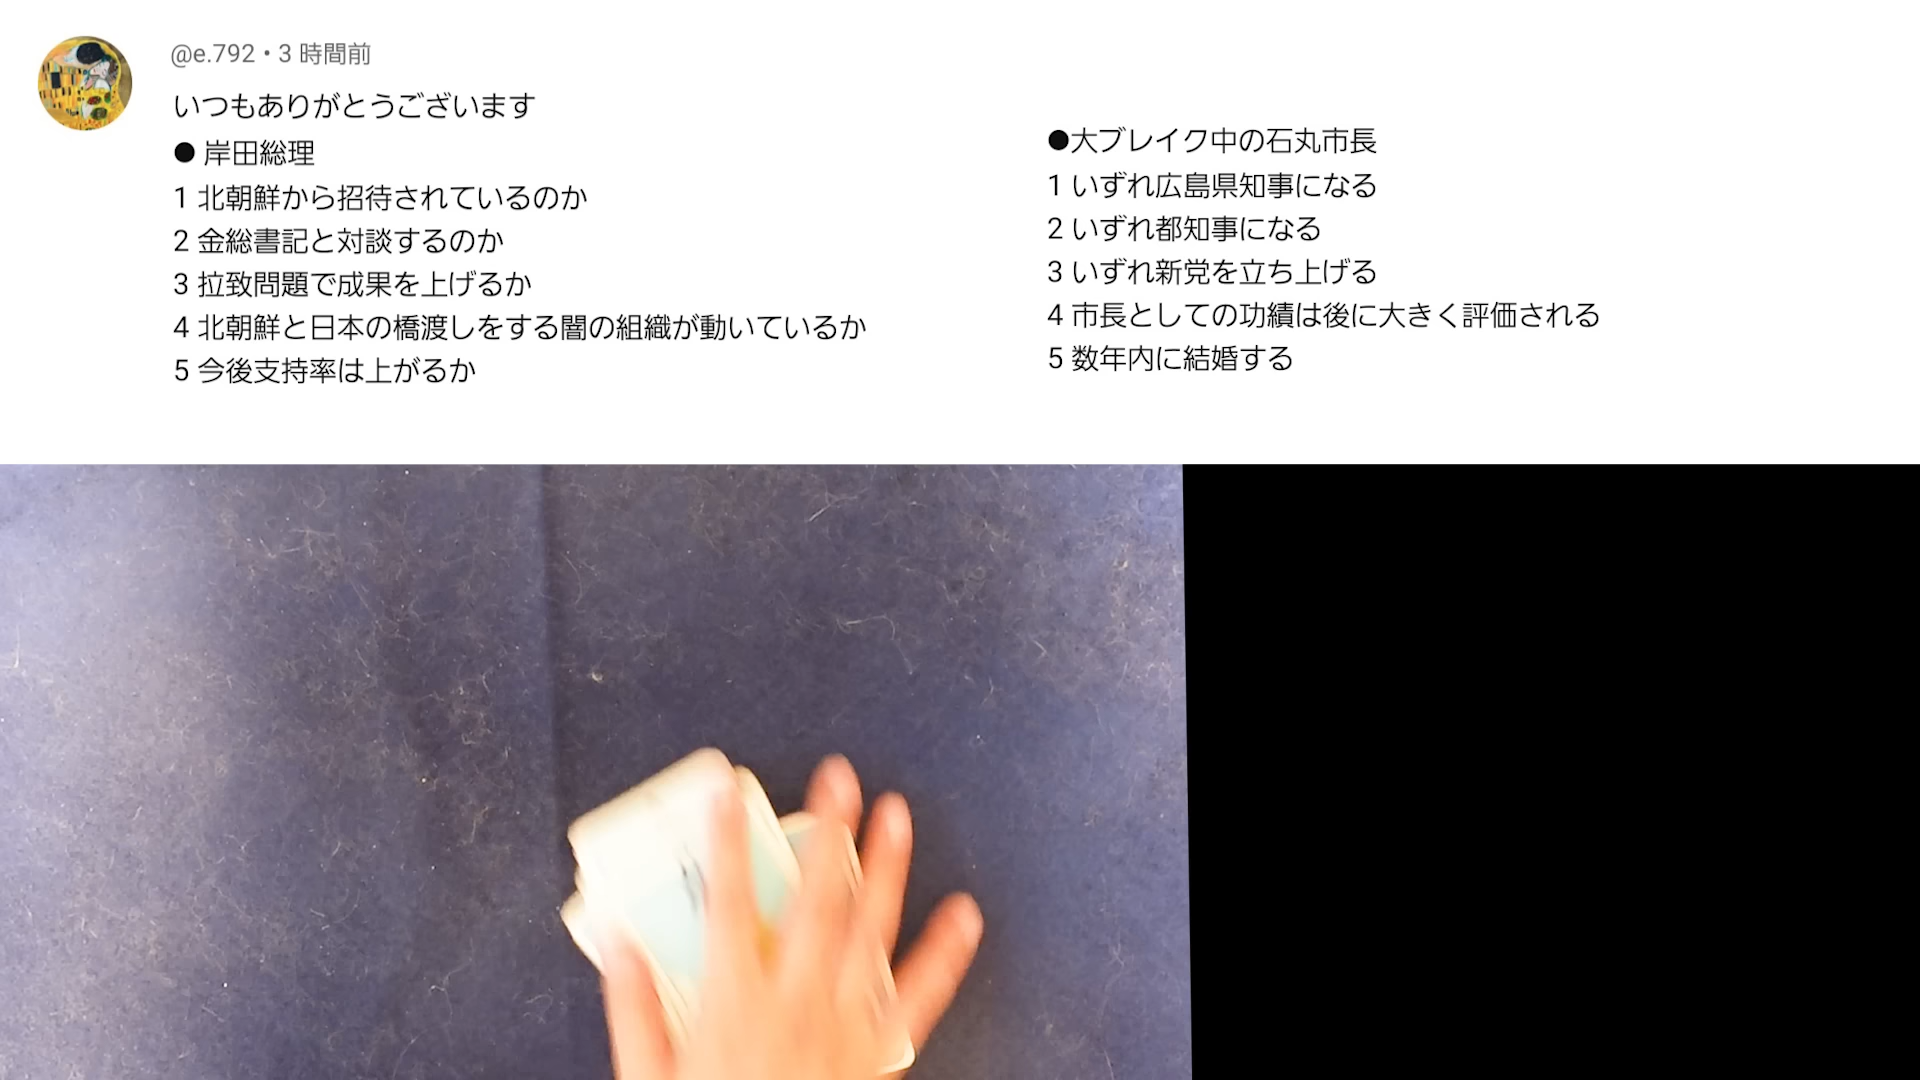 @e.792・3 時間前
いつもありがとうございます
● 岸田総理
1 北朝鮮から招待されているのか
2 金総書記と対談するのか
3 拉致問題で成果を上げるか
4 北朝鮮と日本の橋渡しをする闇の組織が動いているか
5 今後支持率は上がるか
●大ブレイク中の石丸市長
1 いずれ広島県知事になる
2 いずれ都知事になる
3 いずれ新党を立ち上げる
4 市長としての功績は後に大きく評価される
5 数年内に結婚する